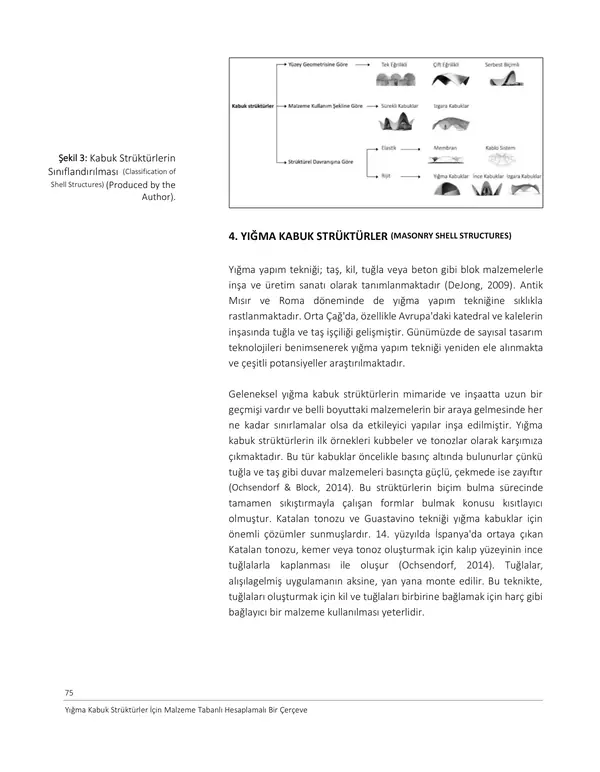 Yüzey Geometrisine Göre
Tek Eğrilikli
Çift Eğrilikli
Serbest Biçimli
Kabuk strüktürler
Malzeme Kullanım Şekline Göre
Sürekli Kabuklar
Izgara Kabuklar
Strüktürel Davranışına Göre
Elastik
Membran
Kablo Sistem
Rijit
Yığma Kabuklar
İnce Kabuklar
Izgara Kabuklar
Şekil 3: Kabuk Strüktürlerin
Sınıflandırılması (Classification of
Shell Structures) (Produced by the
Author).
4. YIĞMA KABUK STRÜKTÜRLER (MASONRY SHELL STRUCTURES)
Yığma yapım tekniği; taş, kil, tuğla veya beton gibi blok malzemelerle
inşa ve üretim sanatı olarak tanımlanmaktadır (DeJong, 2009). Antik
Mısır ve Roma döneminde de yığma yapım tekniğine sıklıkla
rastlanmaktadır. Orta Çağ'da, özellikle Avrupa'daki katedral ve kalelerin
inşasında tuğla ve taş işçiliği gelişmiştir. Günümüzde de sayısal tasarım
teknolojileri benimsenerek yığma yapım tekniği yeniden ele alınmakta
ve çeşitli potansiyeller araştırılmaktadır.
Geleneksel yığma kabuk strüktürlerin mimaride ve inşaatta uzun bir
geçmişi vardır ve belli boyuttaki malzemelerin bir araya gelmesinde her
ne kadar sınırlamalar olsa da etkileyici yapılar inşa edilmiştir. Yığma
kabuk strüktürlerin ilk örnekleri kubbeler ve tonozlar olarak karşımıza
çıkmaktadır. Bu tür kabuklar öncelikle basınç altında bulunurlar çünkü
tuğla ve taş gibi duvar malzemeleri basınçta güçlü, çekmede ise zayıftır
(Ochsendorf & Block, 2014). Bu strüktürlerin biçim bulma sürecinde
tamamen sıkıştırmayla çalışan formlar bulmak konusu kısıtlayıcı
olmuştur. Katalan tonozu ve Guastavino tekniği yığma kabuklar için
önemli çözümler sunmuşlardır. 14. yüzyılda İspanya'da ortaya çıkan
Katalan tonozu, kemer veya tonoz oluşturmak için kalıp yüzeyinin ince
tuğlalarla kaplanması ile oluşur (Ochsendorf, 2014). Tuğlalar,
alışılagelmiş uygulamanın aksine, yan yana monte edilir. Bu teknikte,
tuğlaları oluşturmak için kil ve tuğlaları birbirine bağlamak için harç gibi
bağlayıcı bir malzeme kullanılması yeterlidir.
75
Yığma Kabuk Strüktürler İçin Malzeme Tabanlı Hesaplamalı Bir Çerçeve